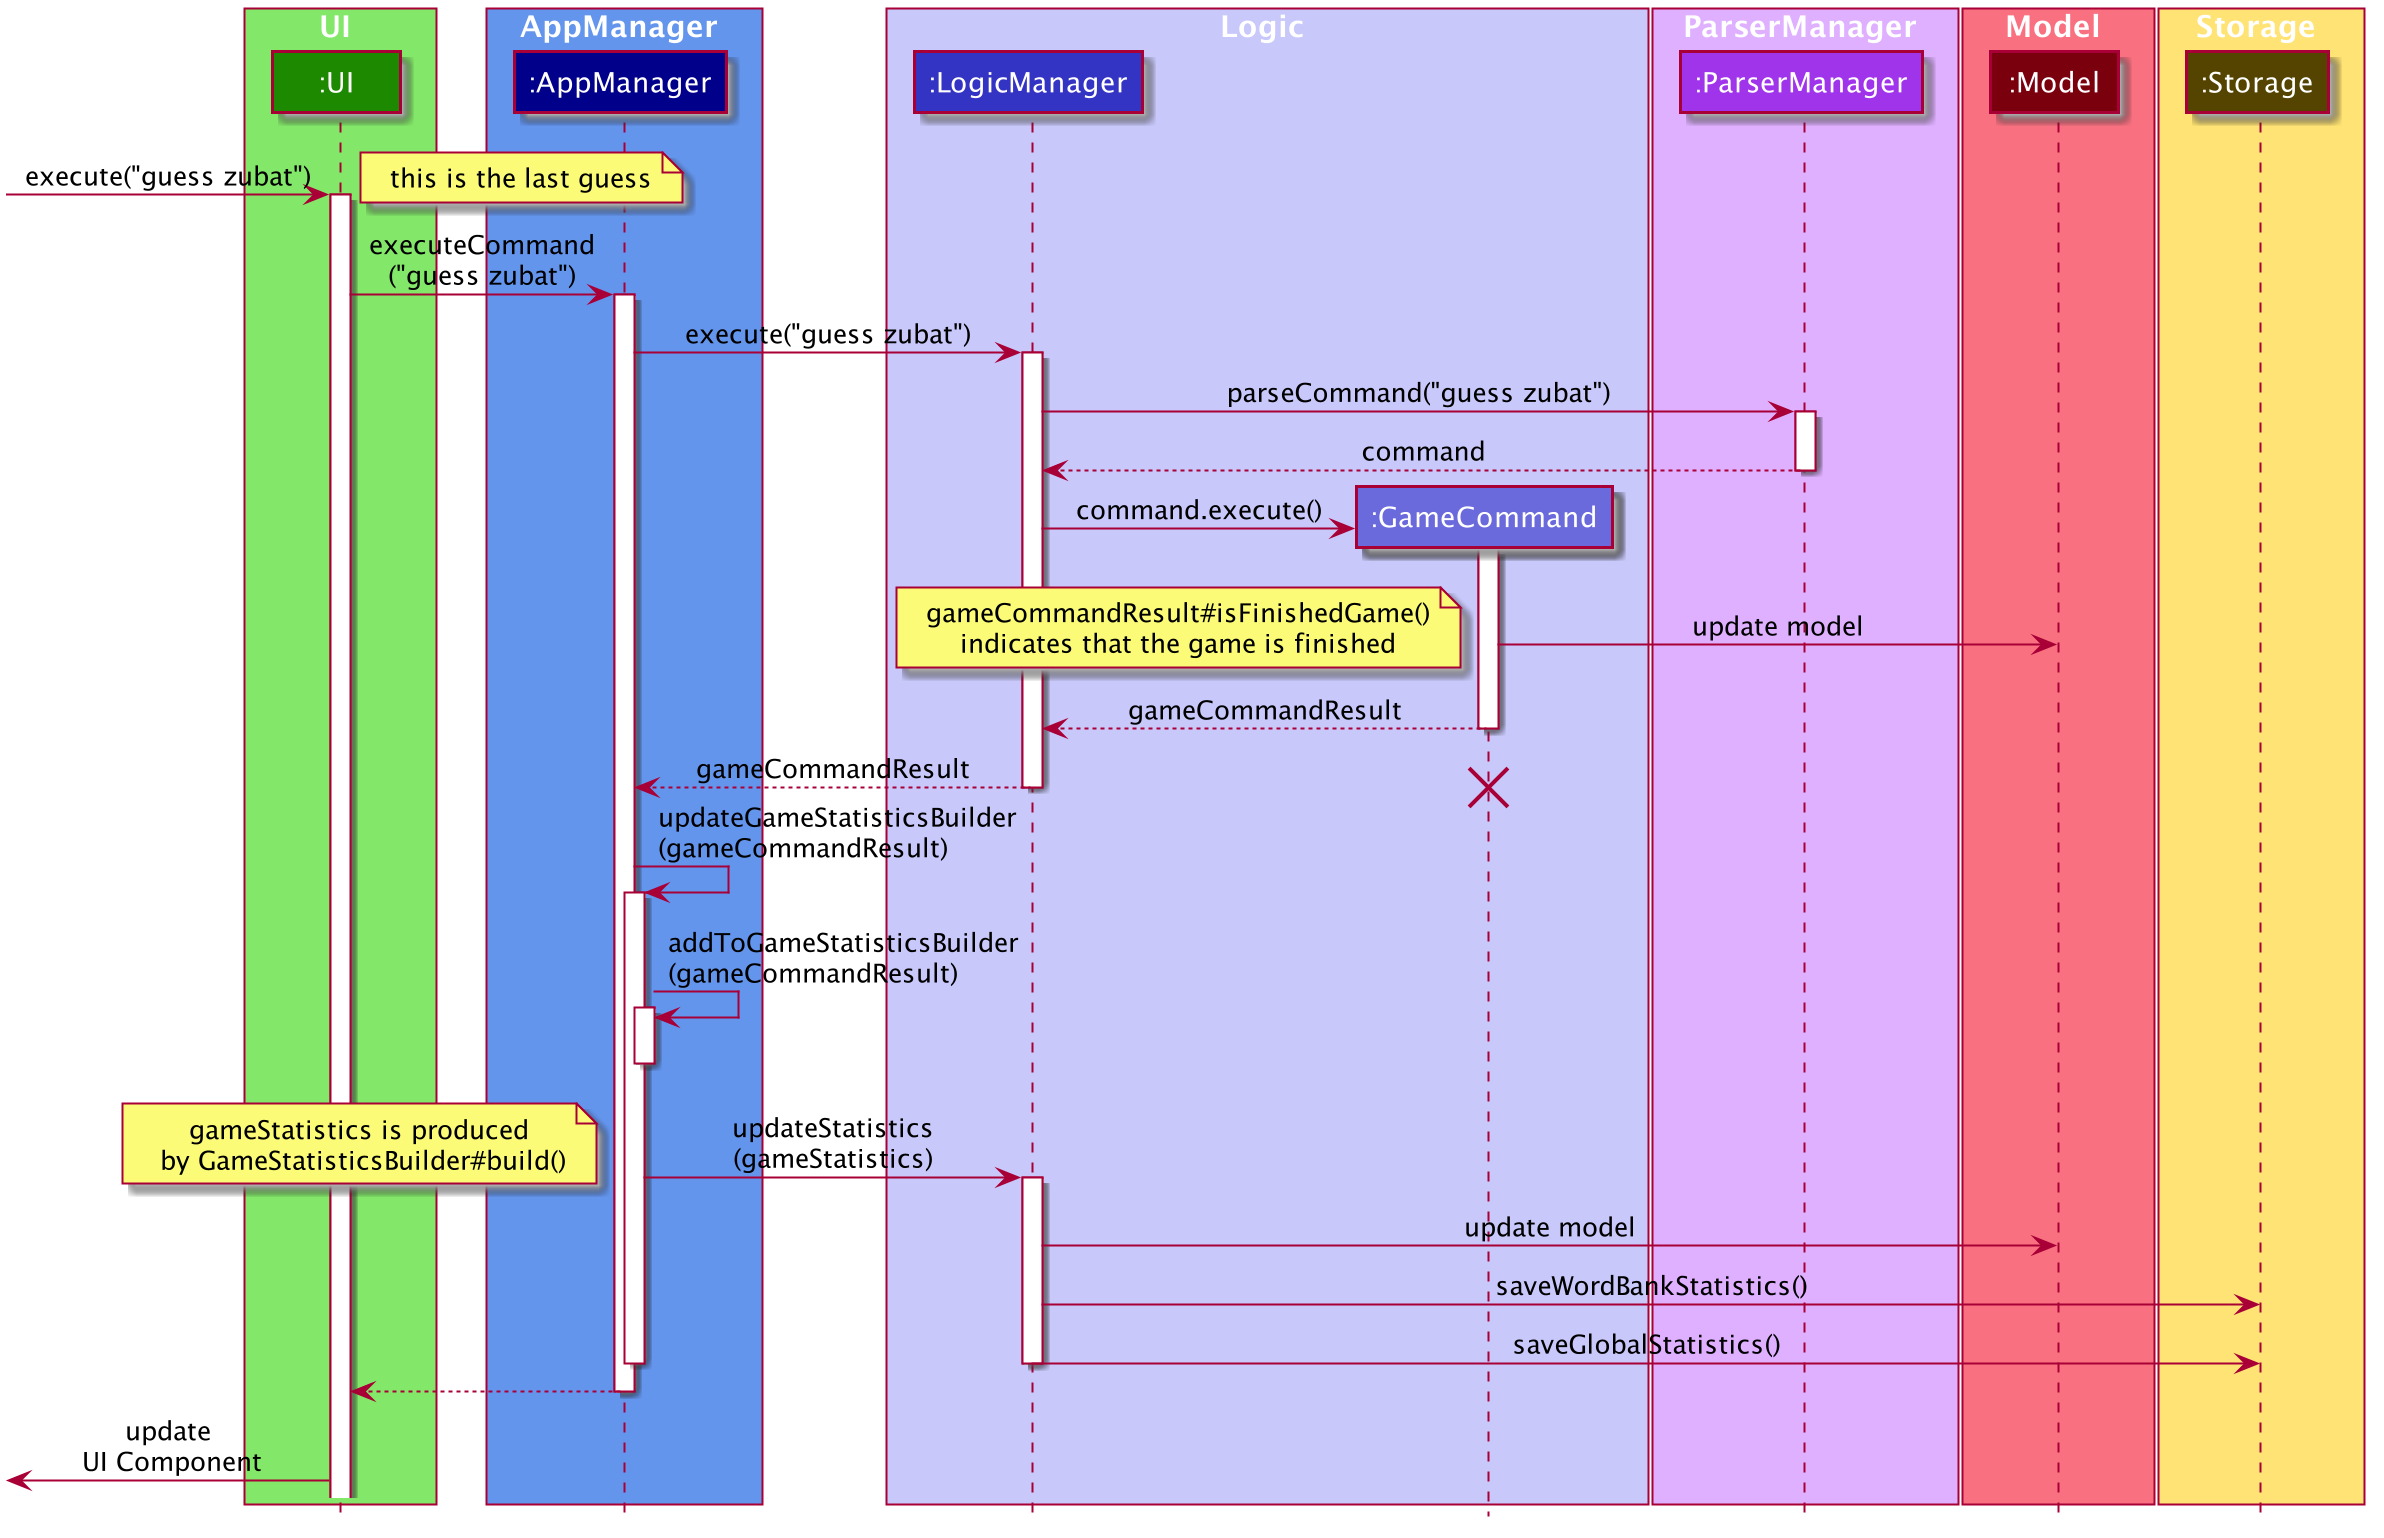 UI
AppManager
Logic
ParserManager
Model
Storage
:UI
:AppManager
:LogicManager
:ParserManager
:Model
:Storage
execute("guess zubat")
this is the last guess
executeCommand
("guess zubat")
execute("guess zubat")
parseCommand("guess zubat")
command
command.execute()
:GameCommand
gameCommandResult#isFinishedGame()
indicates that the game is finished
update model
gameCommandResult
gameCommandResult
updateGameStatisticsBuilder
(gameCommandResult)
addToGameStatisticsBuilder
(gameCommandResult)
gameStatistics is produced
by GameStatisticsBuilder#build()
updateStatistics
(gameStatistics)
update model
saveWordBankStatistics()
saveGlobalStatistics()
update
UI Component